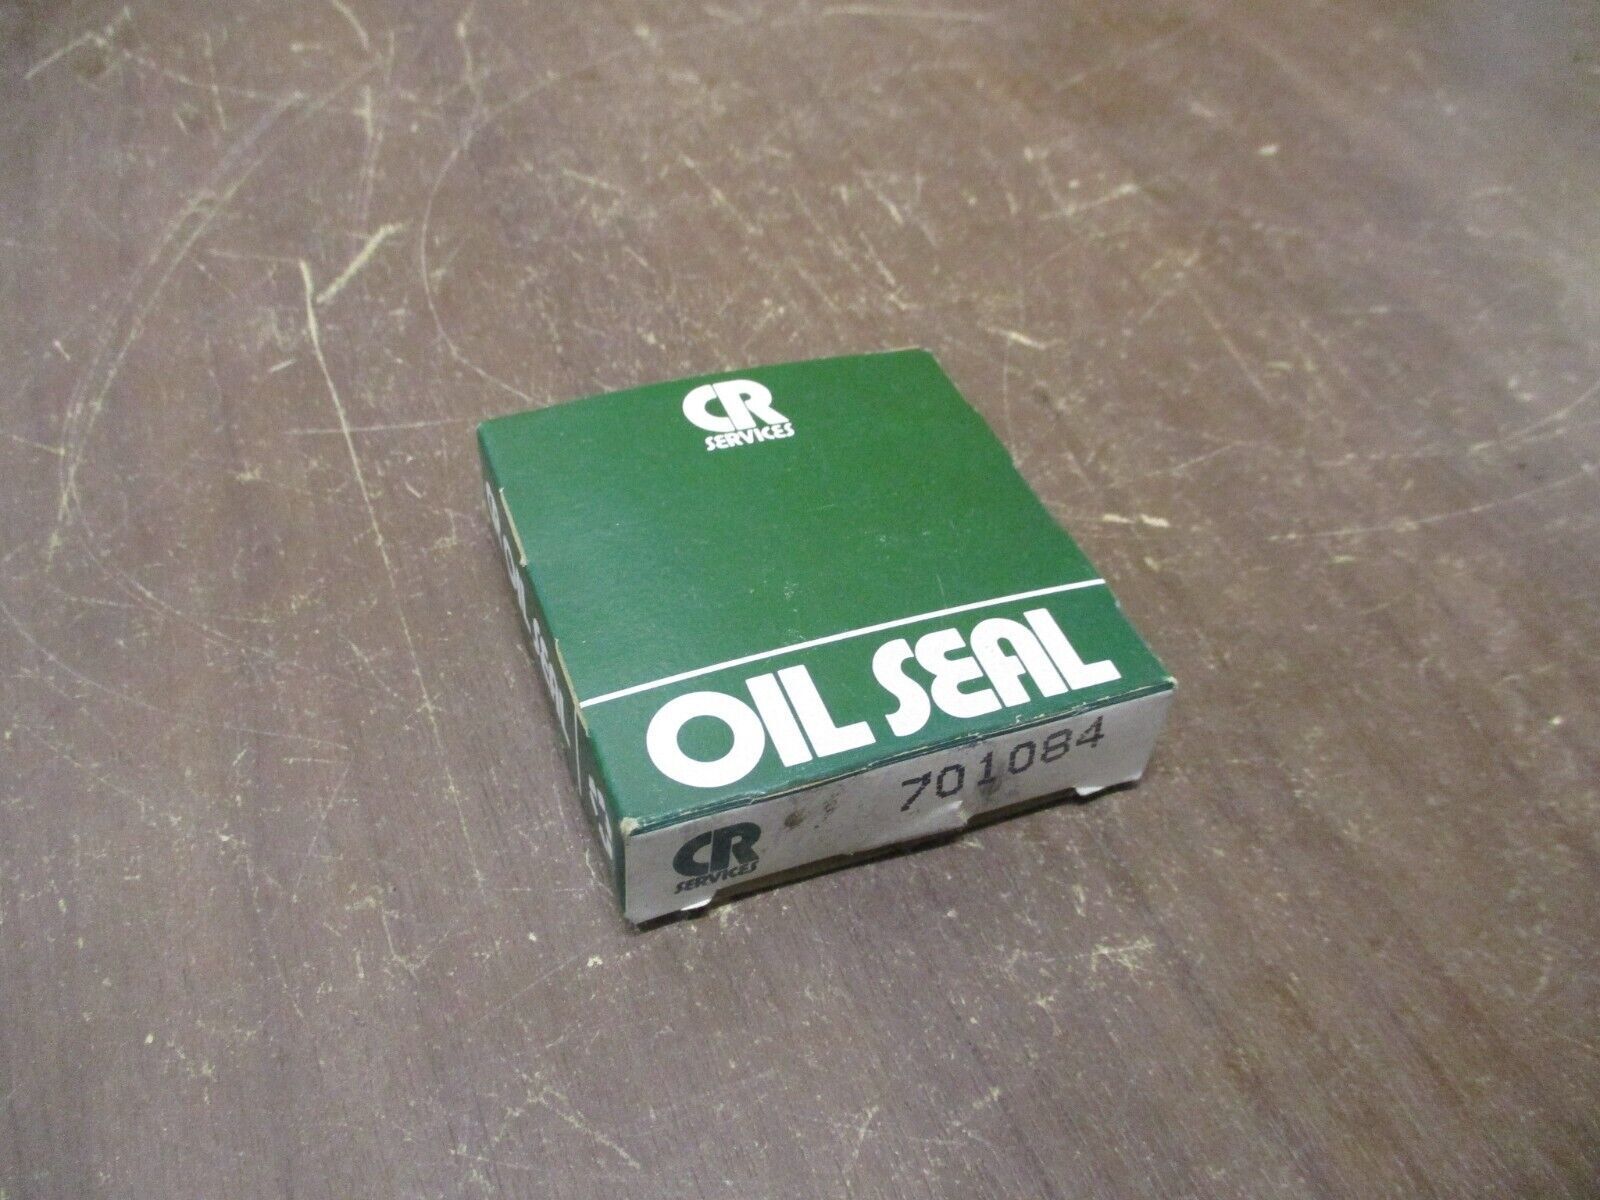 CR
SERVICES
OIL SEAL
701084
CR
SERVICES
OIL SEAL